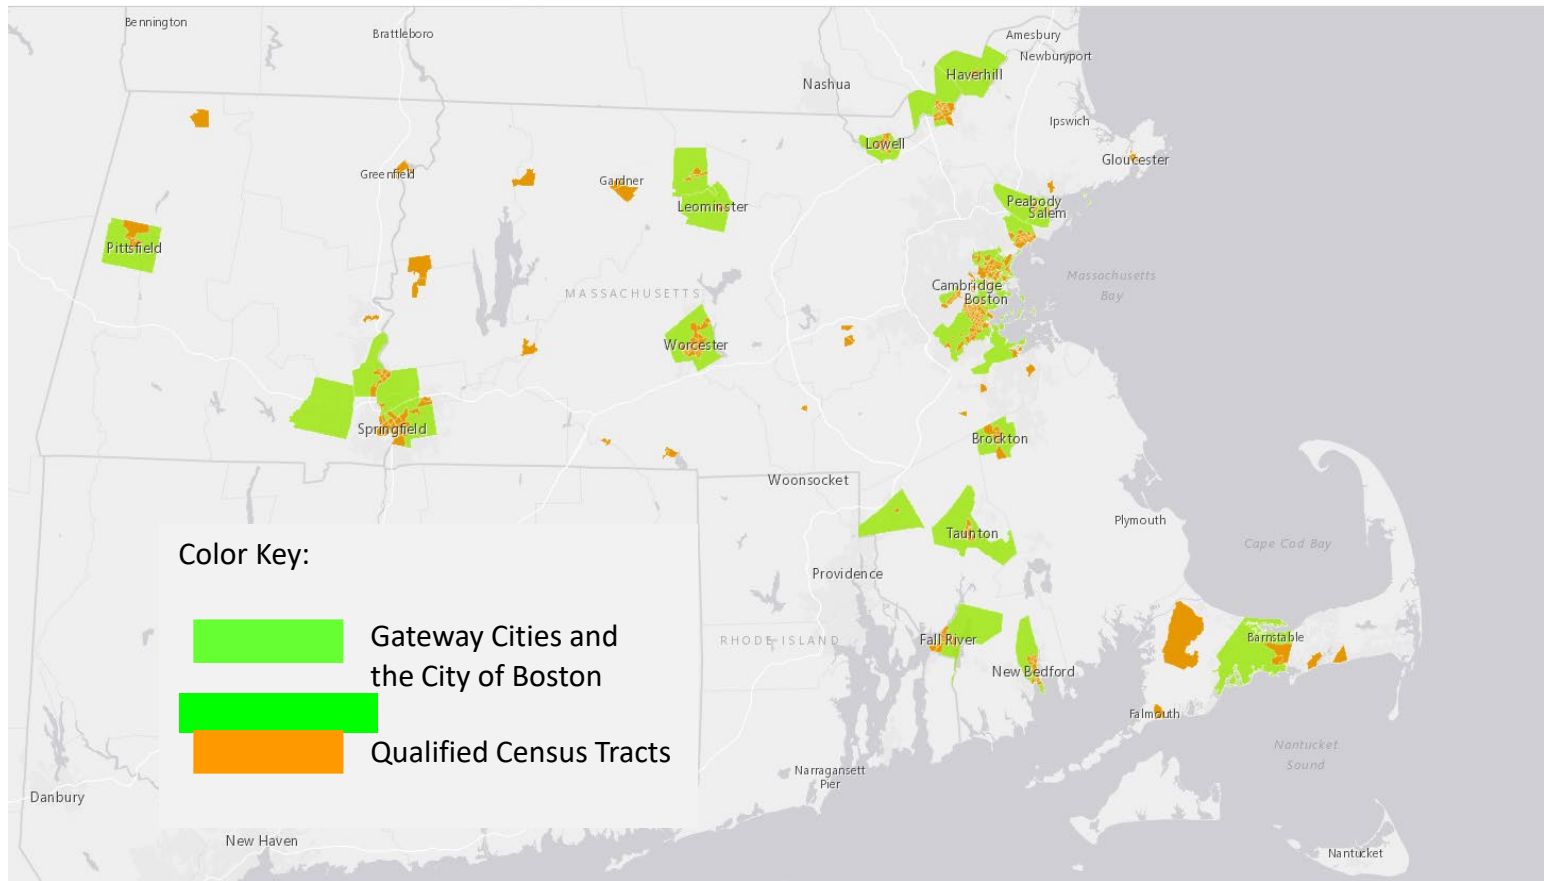 Bennington
Brattleboro
Amesbury
Newburyport
Haverhill
Nashua
Ipswich
Lowell
Gloucester
Greenfield
Gardner
Leominster
Peabody
Salem
Pittsfield
Massachusetts
Bay
Cambridge
Boston
MASSACHUSETTS
Worcester
Springfield
Brockton
Woonsocket
Plymouth
Taunton
Cape Cod Bay
Providence
RHODE ISLAND
Fall River
Barnstable
New Bedford
Falmouth
Nantucket
Sound
Narragansett
Pier
Danbury
New Haven
Nantucket
Color Key:
Gateway Cities and
the City of Boston
Qualified Census Tracts